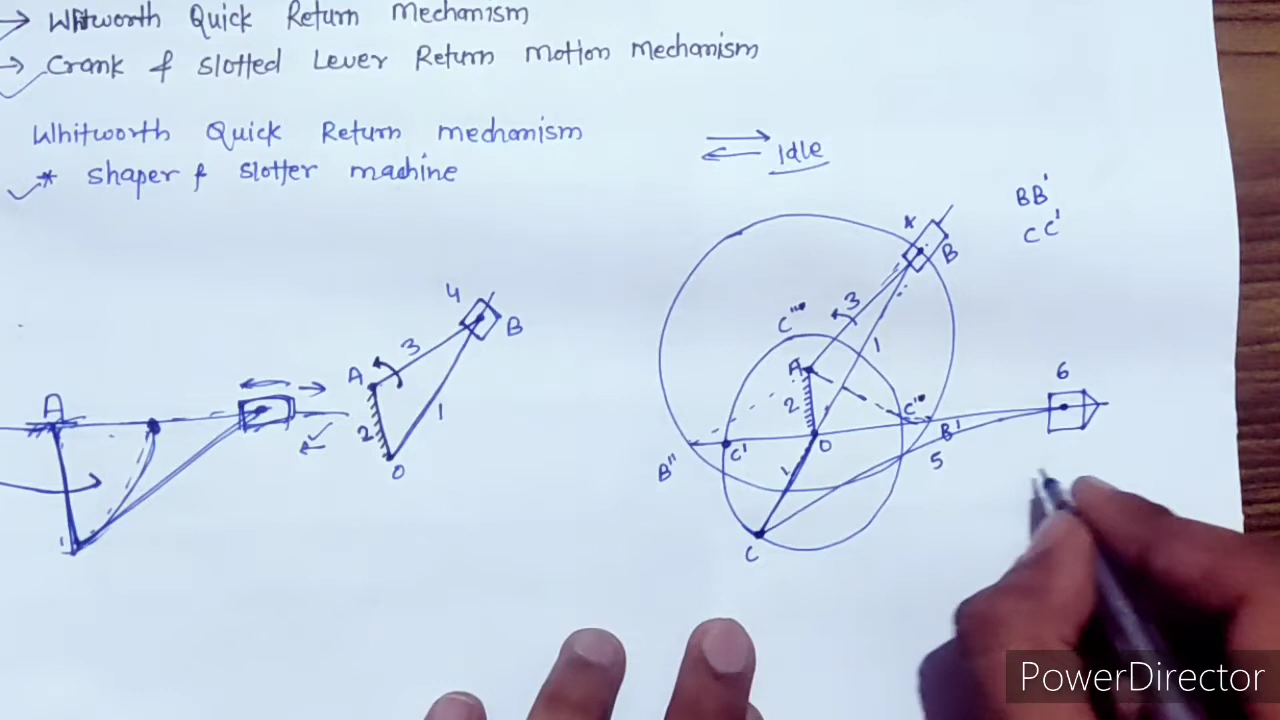 → Whitworth Quick Return Mechanism
→ Crank & Slotted Lever Return Motion Mechanism
Whitworth Quick Return mechanism
* Shaper & Slotter machine
Idle
BB'
CC'
4
B
3
A
1
2
O
A
B
3
C'''
1
A
2
6
C''
B'
O
C'
B''
1
5
C
PowerDirector